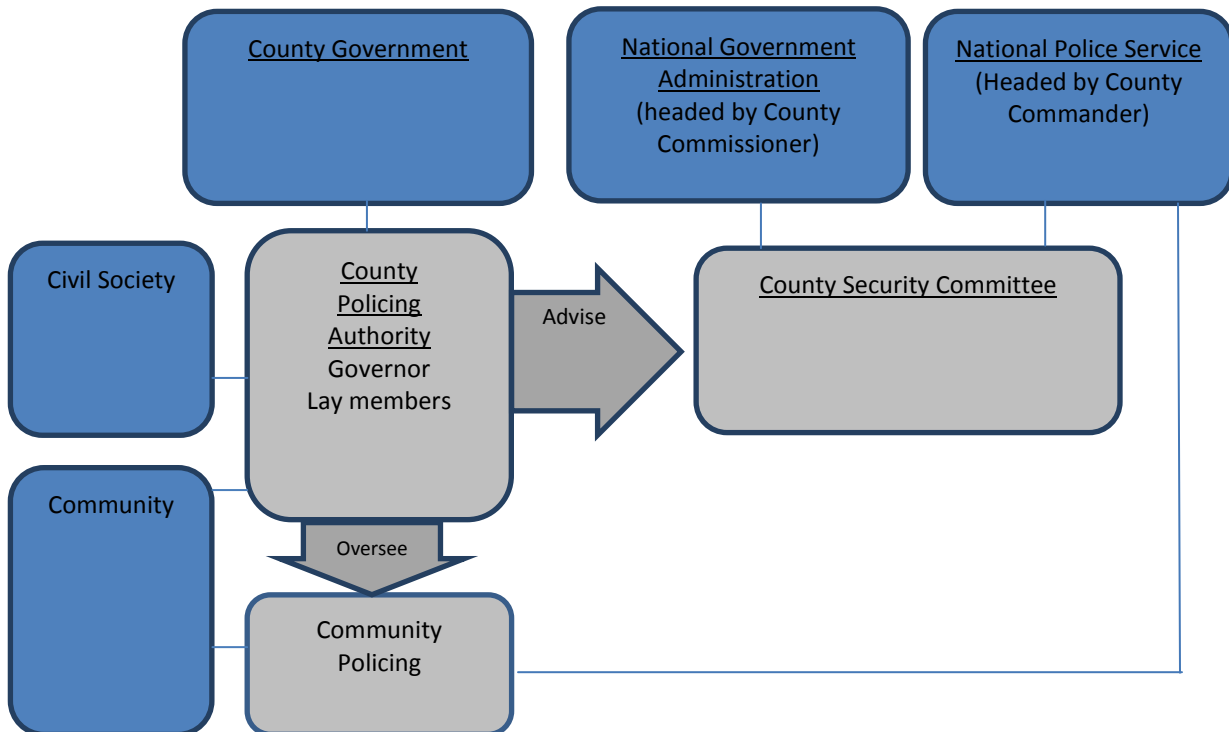 County Government
National Government
Administration
(headed by County
Commissioner)
National Police Service
(Headed by County
Commander)
Civil Society
County
Policing
Authority
Governor
Lay members
Advise
County Security Committee
Community
Oversee
Community
Policing